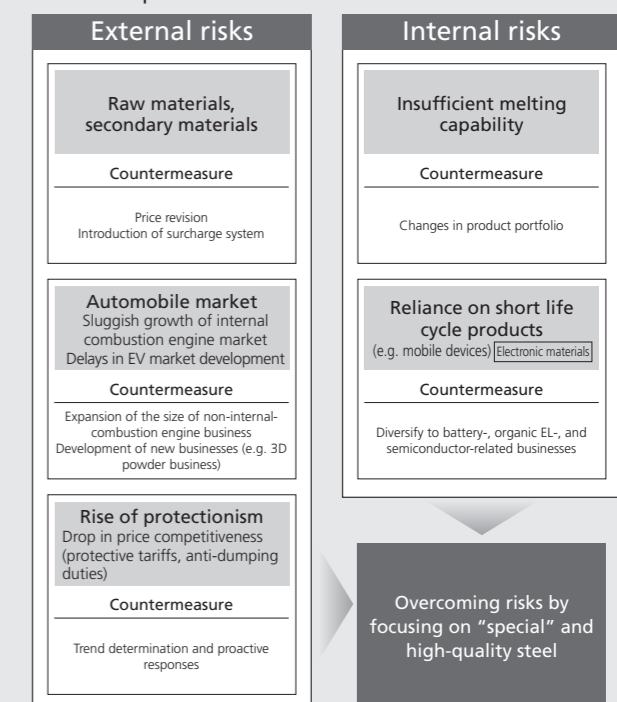 External risks
Raw materials,
secondary materials
Countermeasure
Price revision
Introduction of surcharge system
Automobile market
Sluggish growth of internal
combustion engine market
Delays in EV market development
Countermeasure
Expansion of the size of non-internal-
combustion engine business
Development of new businesses (e.g. 3D
powder business)
Rise of protectionism
Drop in price competitiveness
(protective tariffs, anti-dumping
duties)
Countermeasure
Trend determination and proactive
responses
Internal risks
Insufficient melting
capability
Countermeasure
Changes in product portfolio
Reliance on short life
cycle products
(e.g. mobile devices) Electronic materials
Countermeasure
Diversify to battery-, organic EL-, and
semiconductor-related businesses
Overcoming risks by
focusing on “special” and
high-quality steel